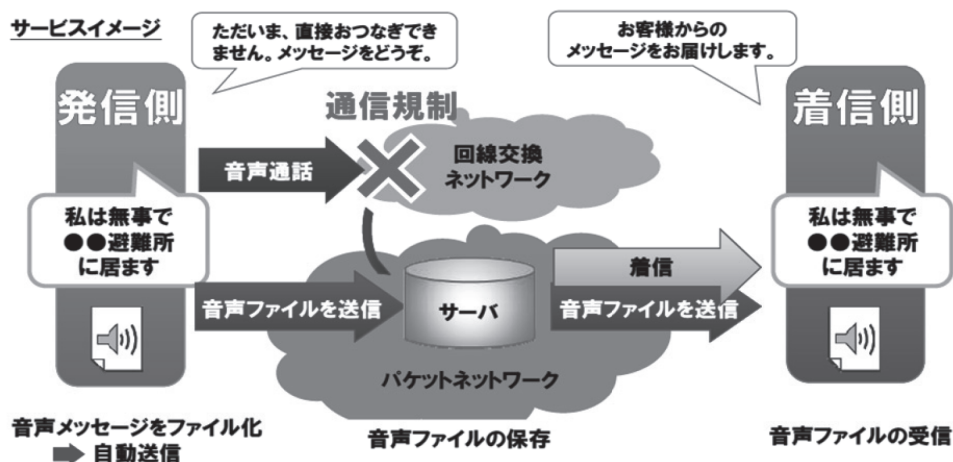 サービスイメージ
ただいま、直接おつなぎでき
ません。メッセージをどうぞ。
お客様からの
メッセージをお届けします。
発信側
通信規制
着信側
音声通話
回線交換
ネットワーク
私は無事で
●●避難所
に居ます
私は無事で
●●避難所
に居ます
着信
音声ファイルを送信
サーバ
音声ファイルを送信
パケットネットワーク
音声メッセージをファイル化
自動送信
音声ファイルの保存
音声ファイルの受信